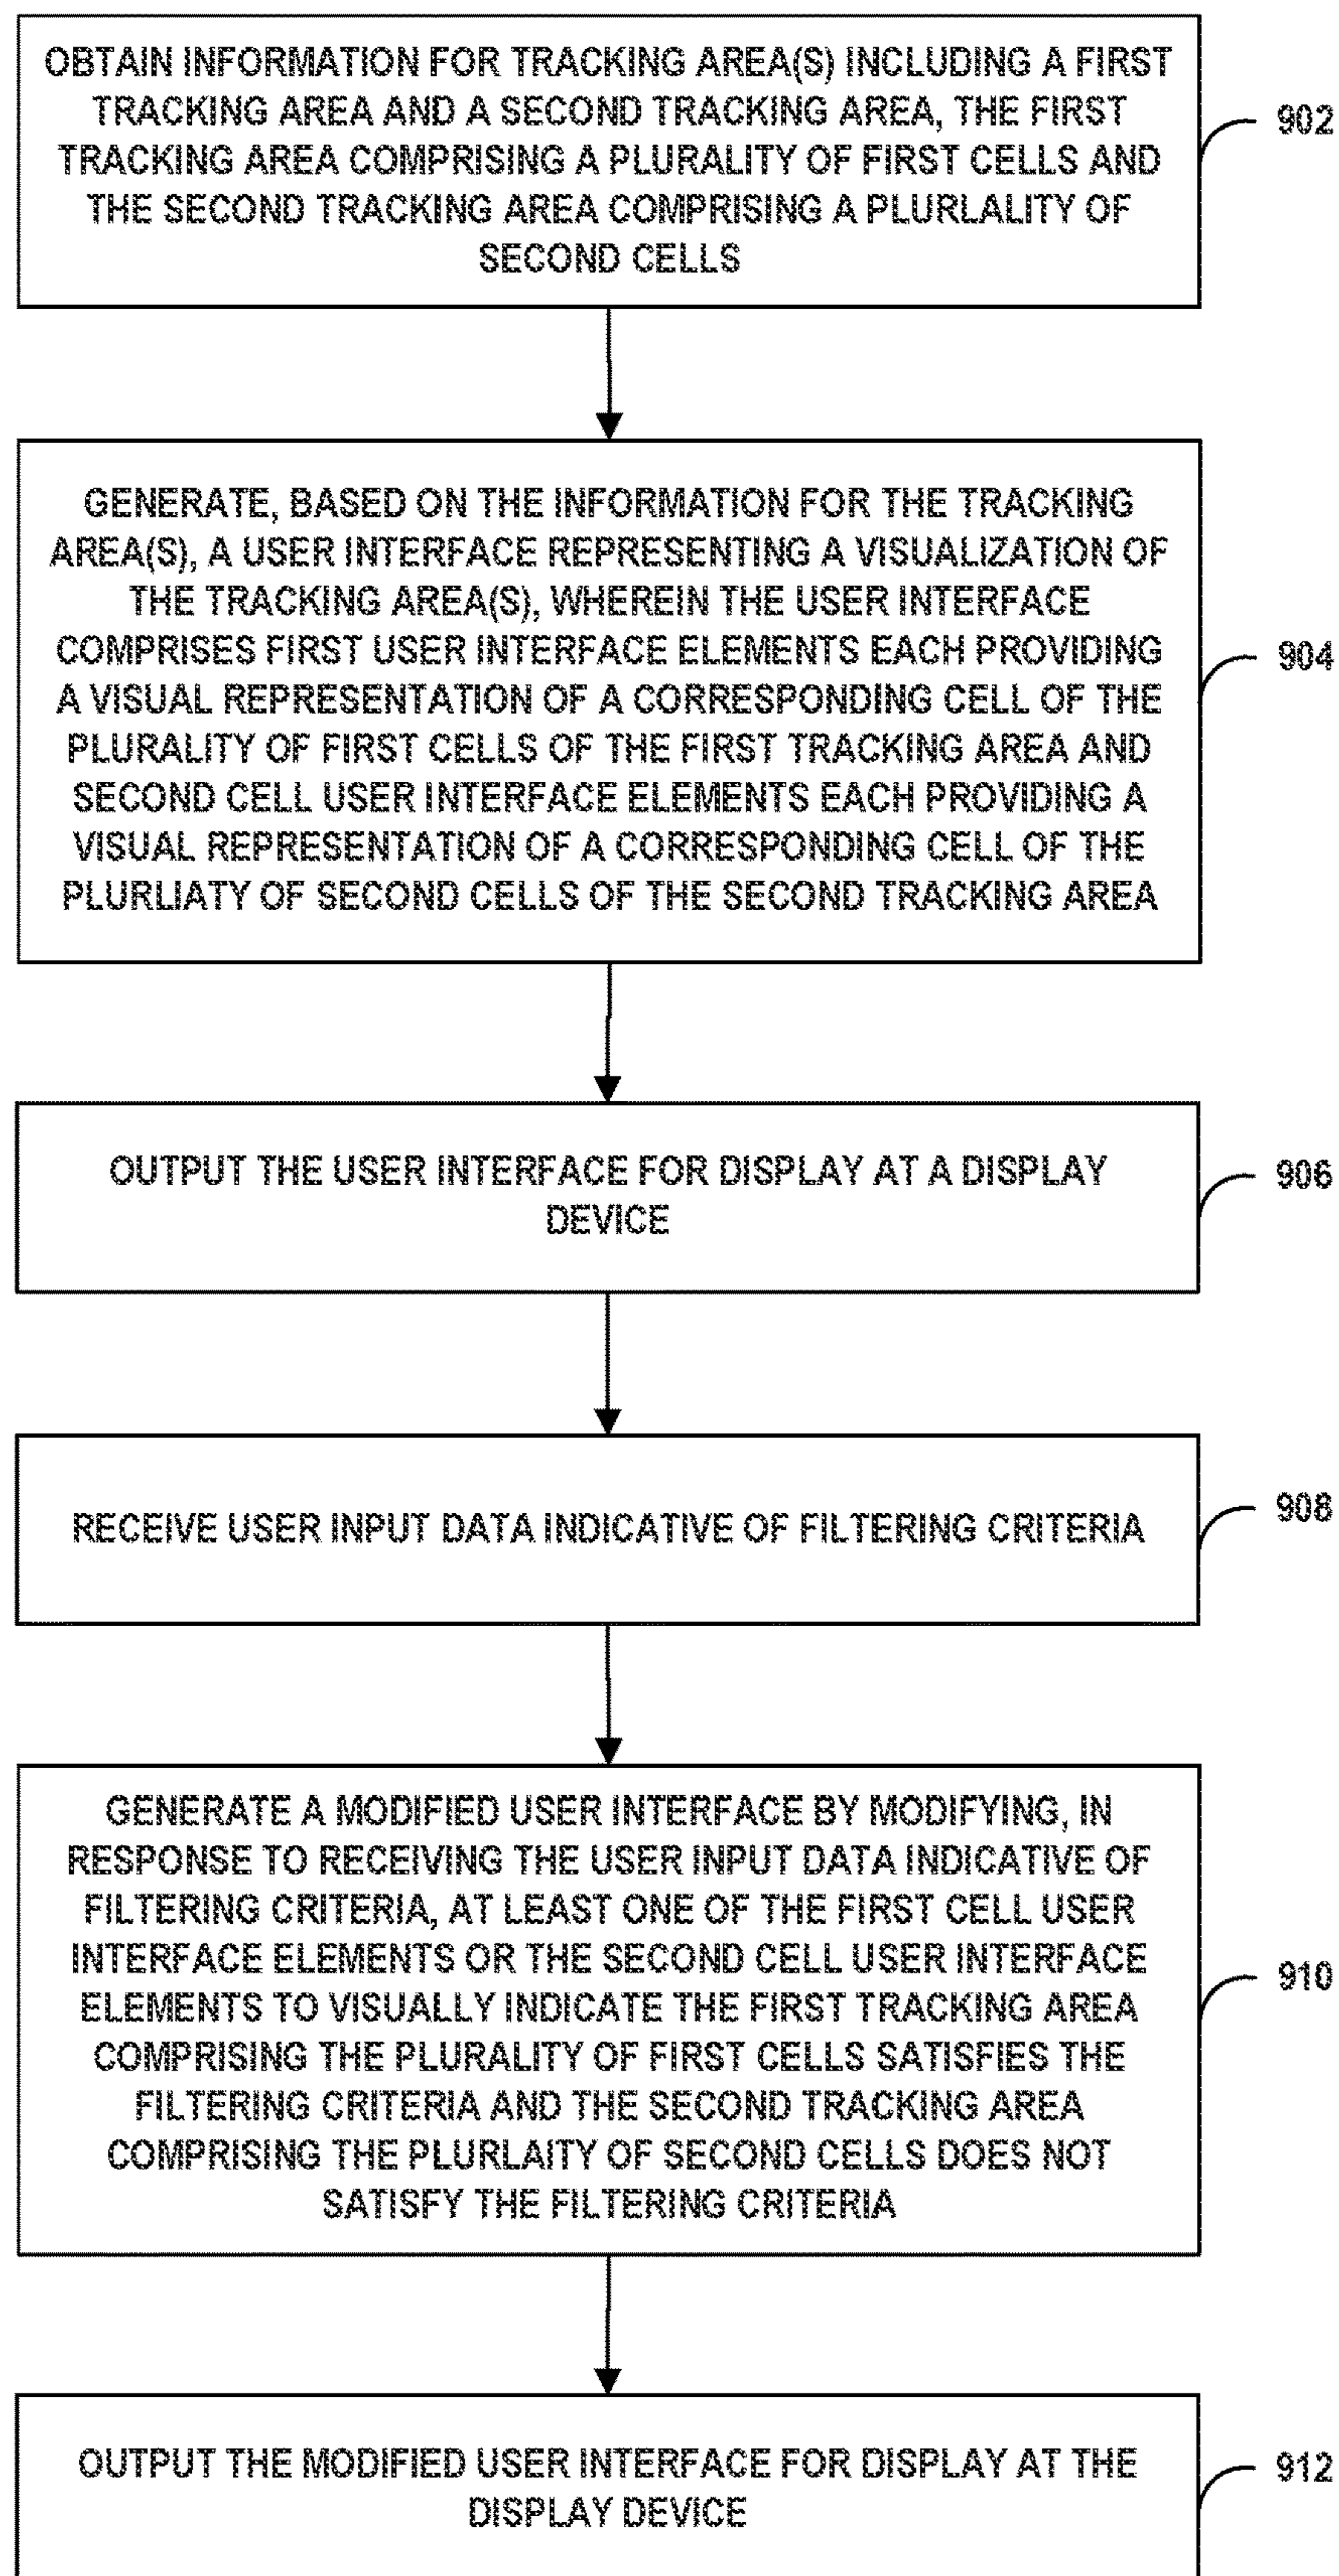 OBTAIN INFORMATION FOR TRACKING AREA(S) INCLUDING A FIRST
TRACKING AREA AND A SECOND TRACKING AREA, THE FIRST
TRACKING AREA COMPRISING A PLURALITY OF FIRST CELLS AND
THE SECOND TRACKING AREA COMPRISING A PLURLALITY OF
SECOND CELLS
902
GENERATE, BASED ON THE INFORMATION FOR THE TRACKING
AREA(S), A USER INTERFACE REPRESENTING A VISUALIZATION OF
THE TRACKING AREA(S), WHEREIN THE USER INTERFACE
COMPRISES FIRST USER INTERFACE ELEMENTS EACH PROVIDING
A VISUAL REPRESENTATION OF A CORRESPONDING CELL OF THE
PLURALITY OF FIRST CELLS OF THE FIRST TRACKING AREA AND
SECOND CELL USER INTERFACE ELEMENTS EACH PROVIDING A
VISUAL REPRESENTATION OF A CORRESPONDING CELL OF THE
PLURLIATY OF SECOND CELLS OF THE SECOND TRACKING AREA
904
OUTPUT THE USER INTERFACE FOR DISPLAY AT A DISPLAY
DEVICE
906
RECEIVE USER INPUT DATA INDICATIVE OF FILTERING CRITERIA
908
GENERATE A MODIFIED USER INTERFACE BY MODIFYING, IN
RESPONSE TO RECEIVING THE USER INPUT DATA INDICATIVE OF
FILTERING CRITERIA, AT LEAST ONE OF THE FIRST CELL USER
INTERFACE ELEMENTS OR THE SECOND CELL USER INTERFACE
ELEMENTS TO VISUALLY INDICATE THE FIRST TRACKING AREA
COMPRISING THE PLURALITY OF FIRST CELLS SATISFIES THE
FILTERING CRITERIA AND THE SECOND TRACKING AREA
COMPRISING THE PLURLAITY OF SECOND CELLS DOES NOT
SATISFY THE FILTERING CRITERIA
910
OUTPUT THE MODIFIED USER INTERFACE FOR DISPLAY AT THE
DISPLAY DEVICE
912